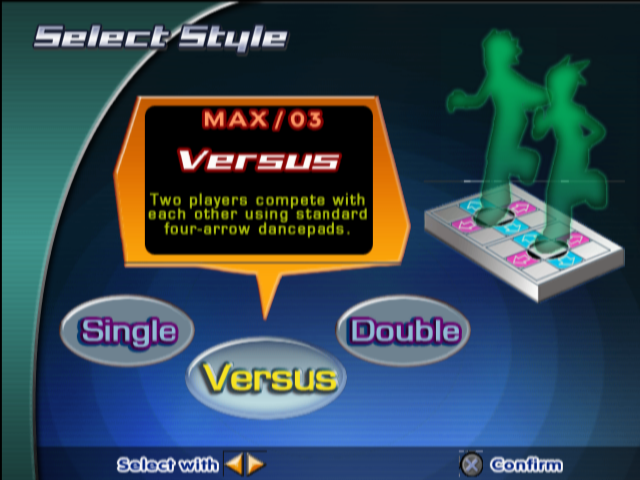 Select Style
MAX/03
Versus
Two players compete with
each other using standard
four-arrow dancepads.
Single
Double
Versus
Select with
Confirm